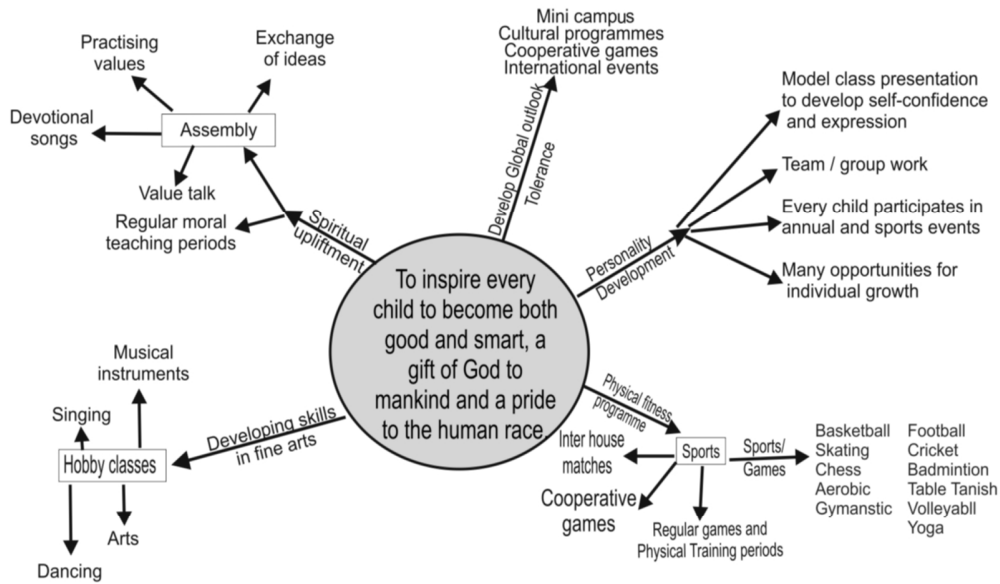 To inspire every
child to become both
good and smart, a
gift of God to
mankind and a pride
to the human race.
Spiritual
upliftment
Assembly
Practising
values
Exchange
of ideas
Devotional
songs
Value talk
Regular moral
teaching periods
Develop Global outlook
Tolerance
Mini campus
Cultural programmes
Cooperative games
International events
Personality
Development
Model class presentation
to develop self-confidence
and expression
Team / group work
Every child participates in
annual and sports events
Many opportunities for
individual growth
Physical fitness
programme
Sports
Inter house
matches
Cooperative
games
Regular games and
Physical Training periods
Sports/
Games
Basketball
Skating
Chess
Aerobic
Gymanstic
Football
Cricket
Badmintion
Table Tanish
Volleyabll
Yoga
Developing skills
in fine arts
Hobby classes
Musical
instruments
Singing
Arts
Dancing